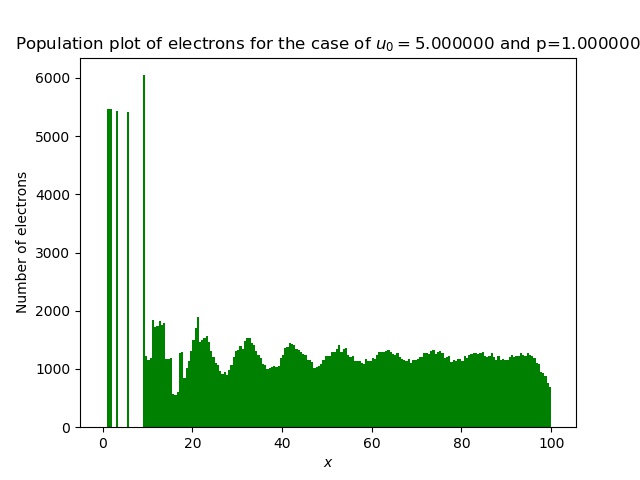 Population plot of electrons for the case of u₀ = 5.000000 and p=1.000000
6000
5000
4000
3000
2000
1000
0
Number of electrons
0 20 40 60 80 100
x